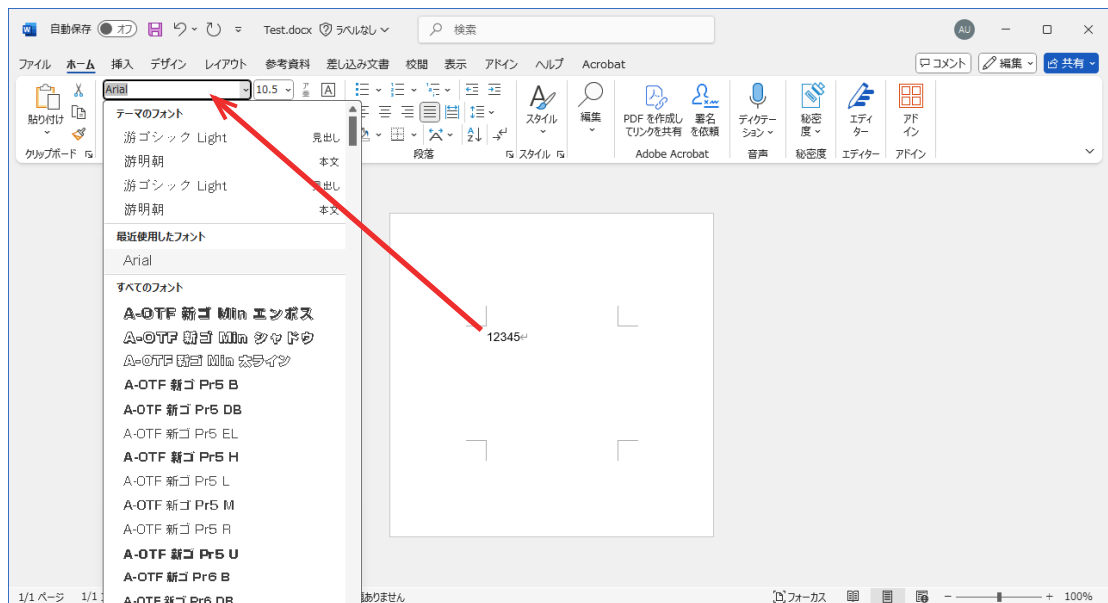 自動保存 オフ Test.docx ラベルなし 検索 AU
ファイル ホーム 挿入 デザイン レイアウト 参考資料 差し込み文書 校閲 表示 アドイン ヘルプ Acrobat コメント 編集 共有
Arial 10.5 ア亜 A
貼り付け スタイル 編集 PDF を作成し 署名 ディクテー 秘密 エディ アド
てリンクを共有 を依頼 ション 度 ター イン
クリップボード 段落 スタイル Adobe Acrobat 音声 秘密度 エディター アドイン
テーマのフォント
游ゴシック Light 見出し
游明朝 本文
游ゴシック Light 見出し
游明朝 本文
最近使用したフォント
Arial
すべてのフォント
A-OTF 新ゴ Min エンボス
A-OTF 新ゴ Min シャドウ
A-OTF 新ゴ Min 太ライン
A-OTF 新ゴ Pr5 B
A-OTF 新ゴ Pr5 DB
A-OTF 新ゴ Pr5 EL
A-OTF 新ゴ Pr5 H
A-OTF 新ゴ Pr5 L
A-OTF 新ゴ Pr5 M
A-OTF 新ゴ Pr5 R
A-OTF 新ゴ Pr5 U
A-OTF 新ゴ Pr6 B
A-OTF 新ゴ Pr6 DB
12345
1/1 ページ 1/1 ありません フォーカス 100%